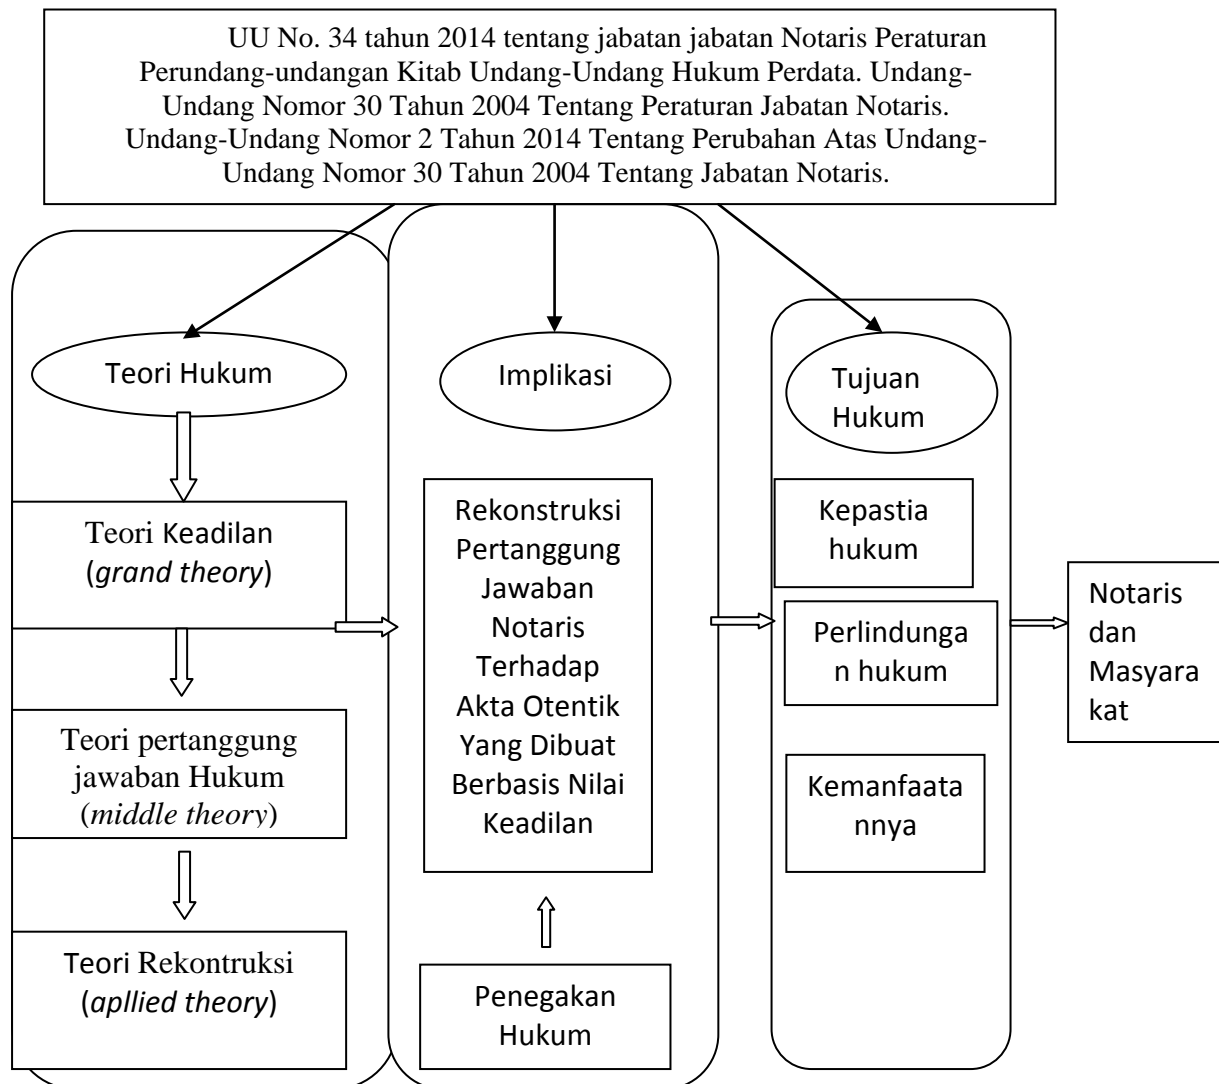 UU No. 34 tahun 2014 tentang jabatan jabatan Notaris Peraturan
Perundang-undangan Kitab Undang-Undang Hukum Perdata. Undang-
Undang Nomor 30 Tahun 2004 Tentang Peraturan Jabatan Notaris.
Undang-Undang Nomor 2 Tahun 2014 Tentang Perubahan Atas Undang-
Undang Nomor 30 Tahun 2004 Tentang Jabatan Notaris.
Teori Hukum
Teori Keadilan
(grand theory)
Teori pertanggung
jawaban Hukum
(middle theory)
Teori Rekontruksi
(apllied theory)
Implikasi
Rekonstruksi
Pertanggung
Jawaban
Notaris
Terhadap
Akta Otentik
Yang Dibuat
Berbasis Nilai
Keadilan
Penegakan
Hukum
Tujuan
Hukum
Kepastia
hukum
Perlindunga
n hukum
Kemanfaata
nnya
Notaris
dan
Masyara
kat